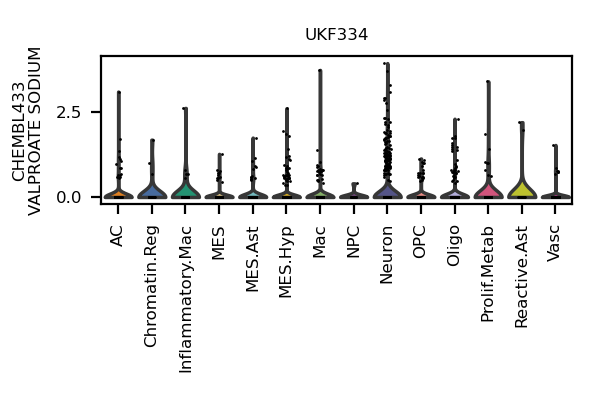 UKF334
CHEMBL433
VALPROATE SODIUM
2.5
0.0
AC
Chromatin.Reg
Inflammatory.Mac
MES
MES.Ast
MES.Hyp
Mac
NPC
Neuron
OPC
Oligo
Prolif.Metab
Reactive.Ast
Vasc